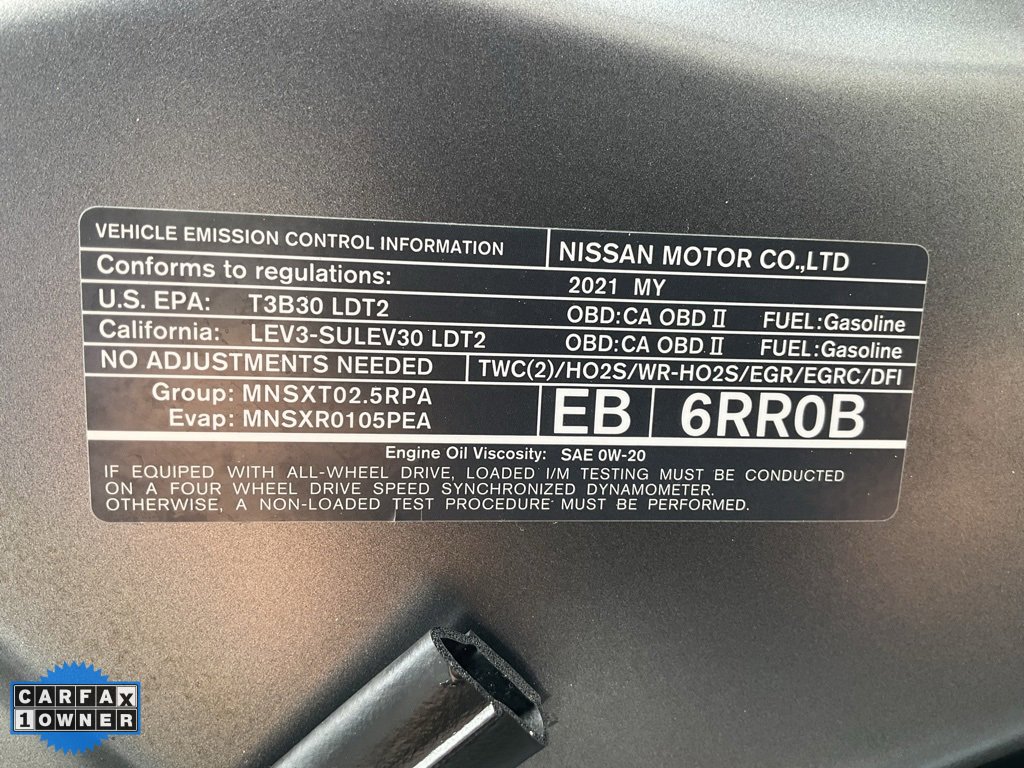 VEHICLE EMISSION CONTROL INFORMATION
NISSAN MOTOR CO.,LTD
Conforms to regulations:
2021 MY
U.S. EPA: T3B30 LDT2
OBD:CA OBD II FUEL:Gasoline
California: LEV3-SULEV30 LDT2
OBD:CA OBD II FUEL:Gasoline
NO ADJUSTMENTS NEEDED
TWC(2)/HO2S/WR-HO2S/EGR/EGRC/DFI
Group: MNSXT02.5RPA
Evap: MNSXR0105PEA
EB
6RR0B
Engine Oil Viscosity: SAE 0W-20
IF EQUIPED WITH ALL-WHEEL DRIVE, LOADED I/M TESTING MUST BE CONDUCTED
ON A FOUR WHEEL DRIVE SPEED SYNCHRONIZED DYNAMOMETER.
OTHERWISE, A NON-LOADED TEST PROCEDURE MUST BE PERFORMED.
CARFAX
1 OWNER